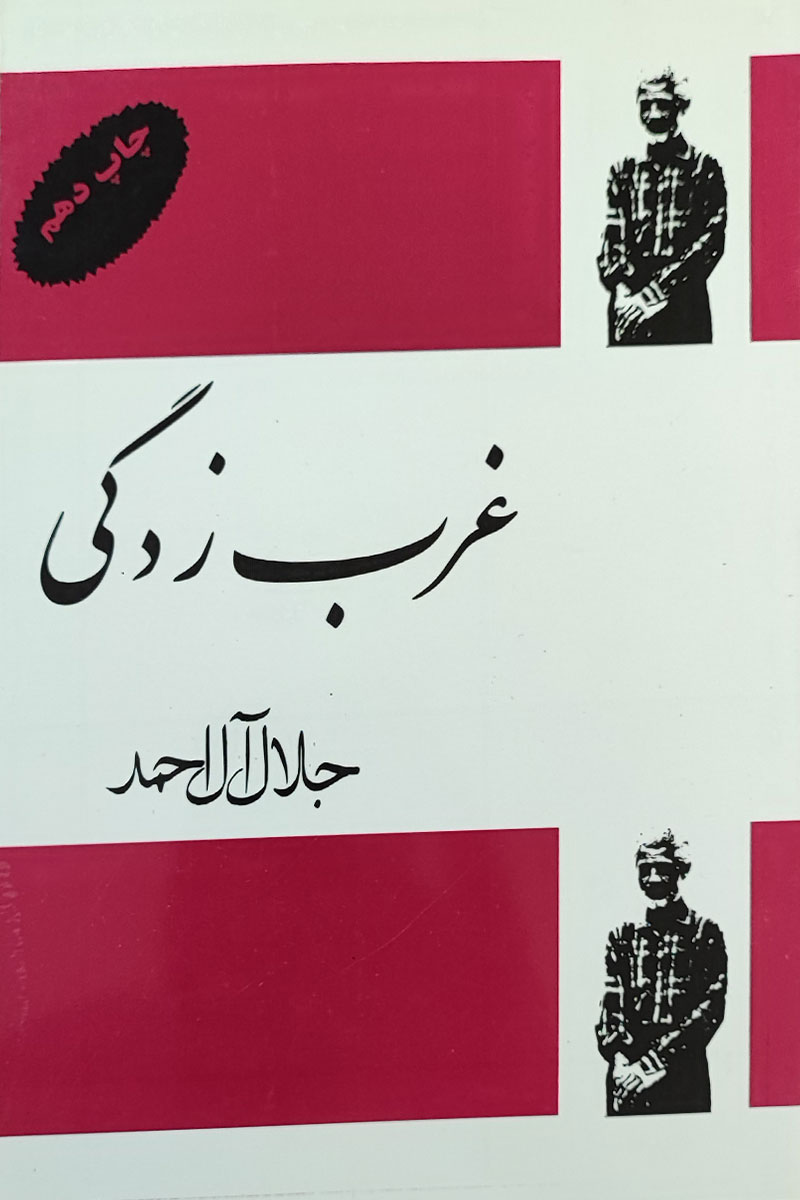 چاپ دهم
غرب زدگی
جلال آل احمد